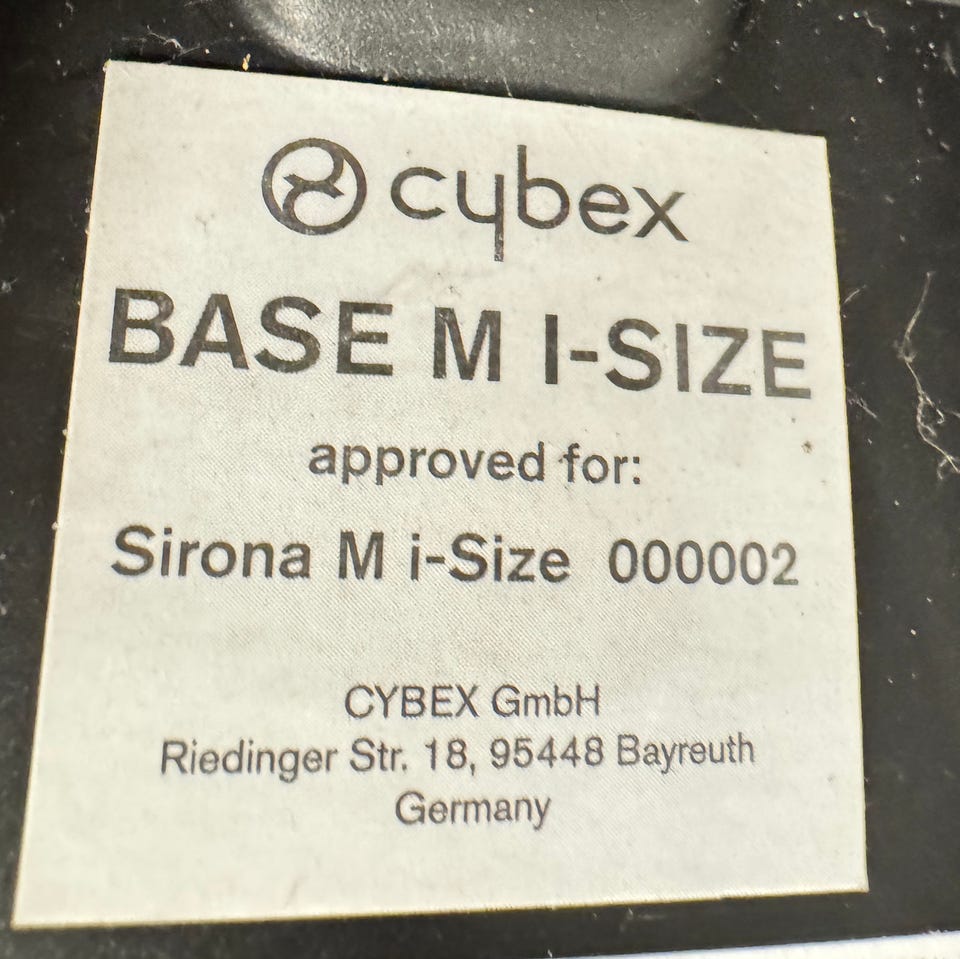 cybex
BASE M I-SIZE
approved for:
Sirona M i-Size 000002
CYBEX GmbH
Riedinger Str. 18, 95448 Bayreuth
Germany